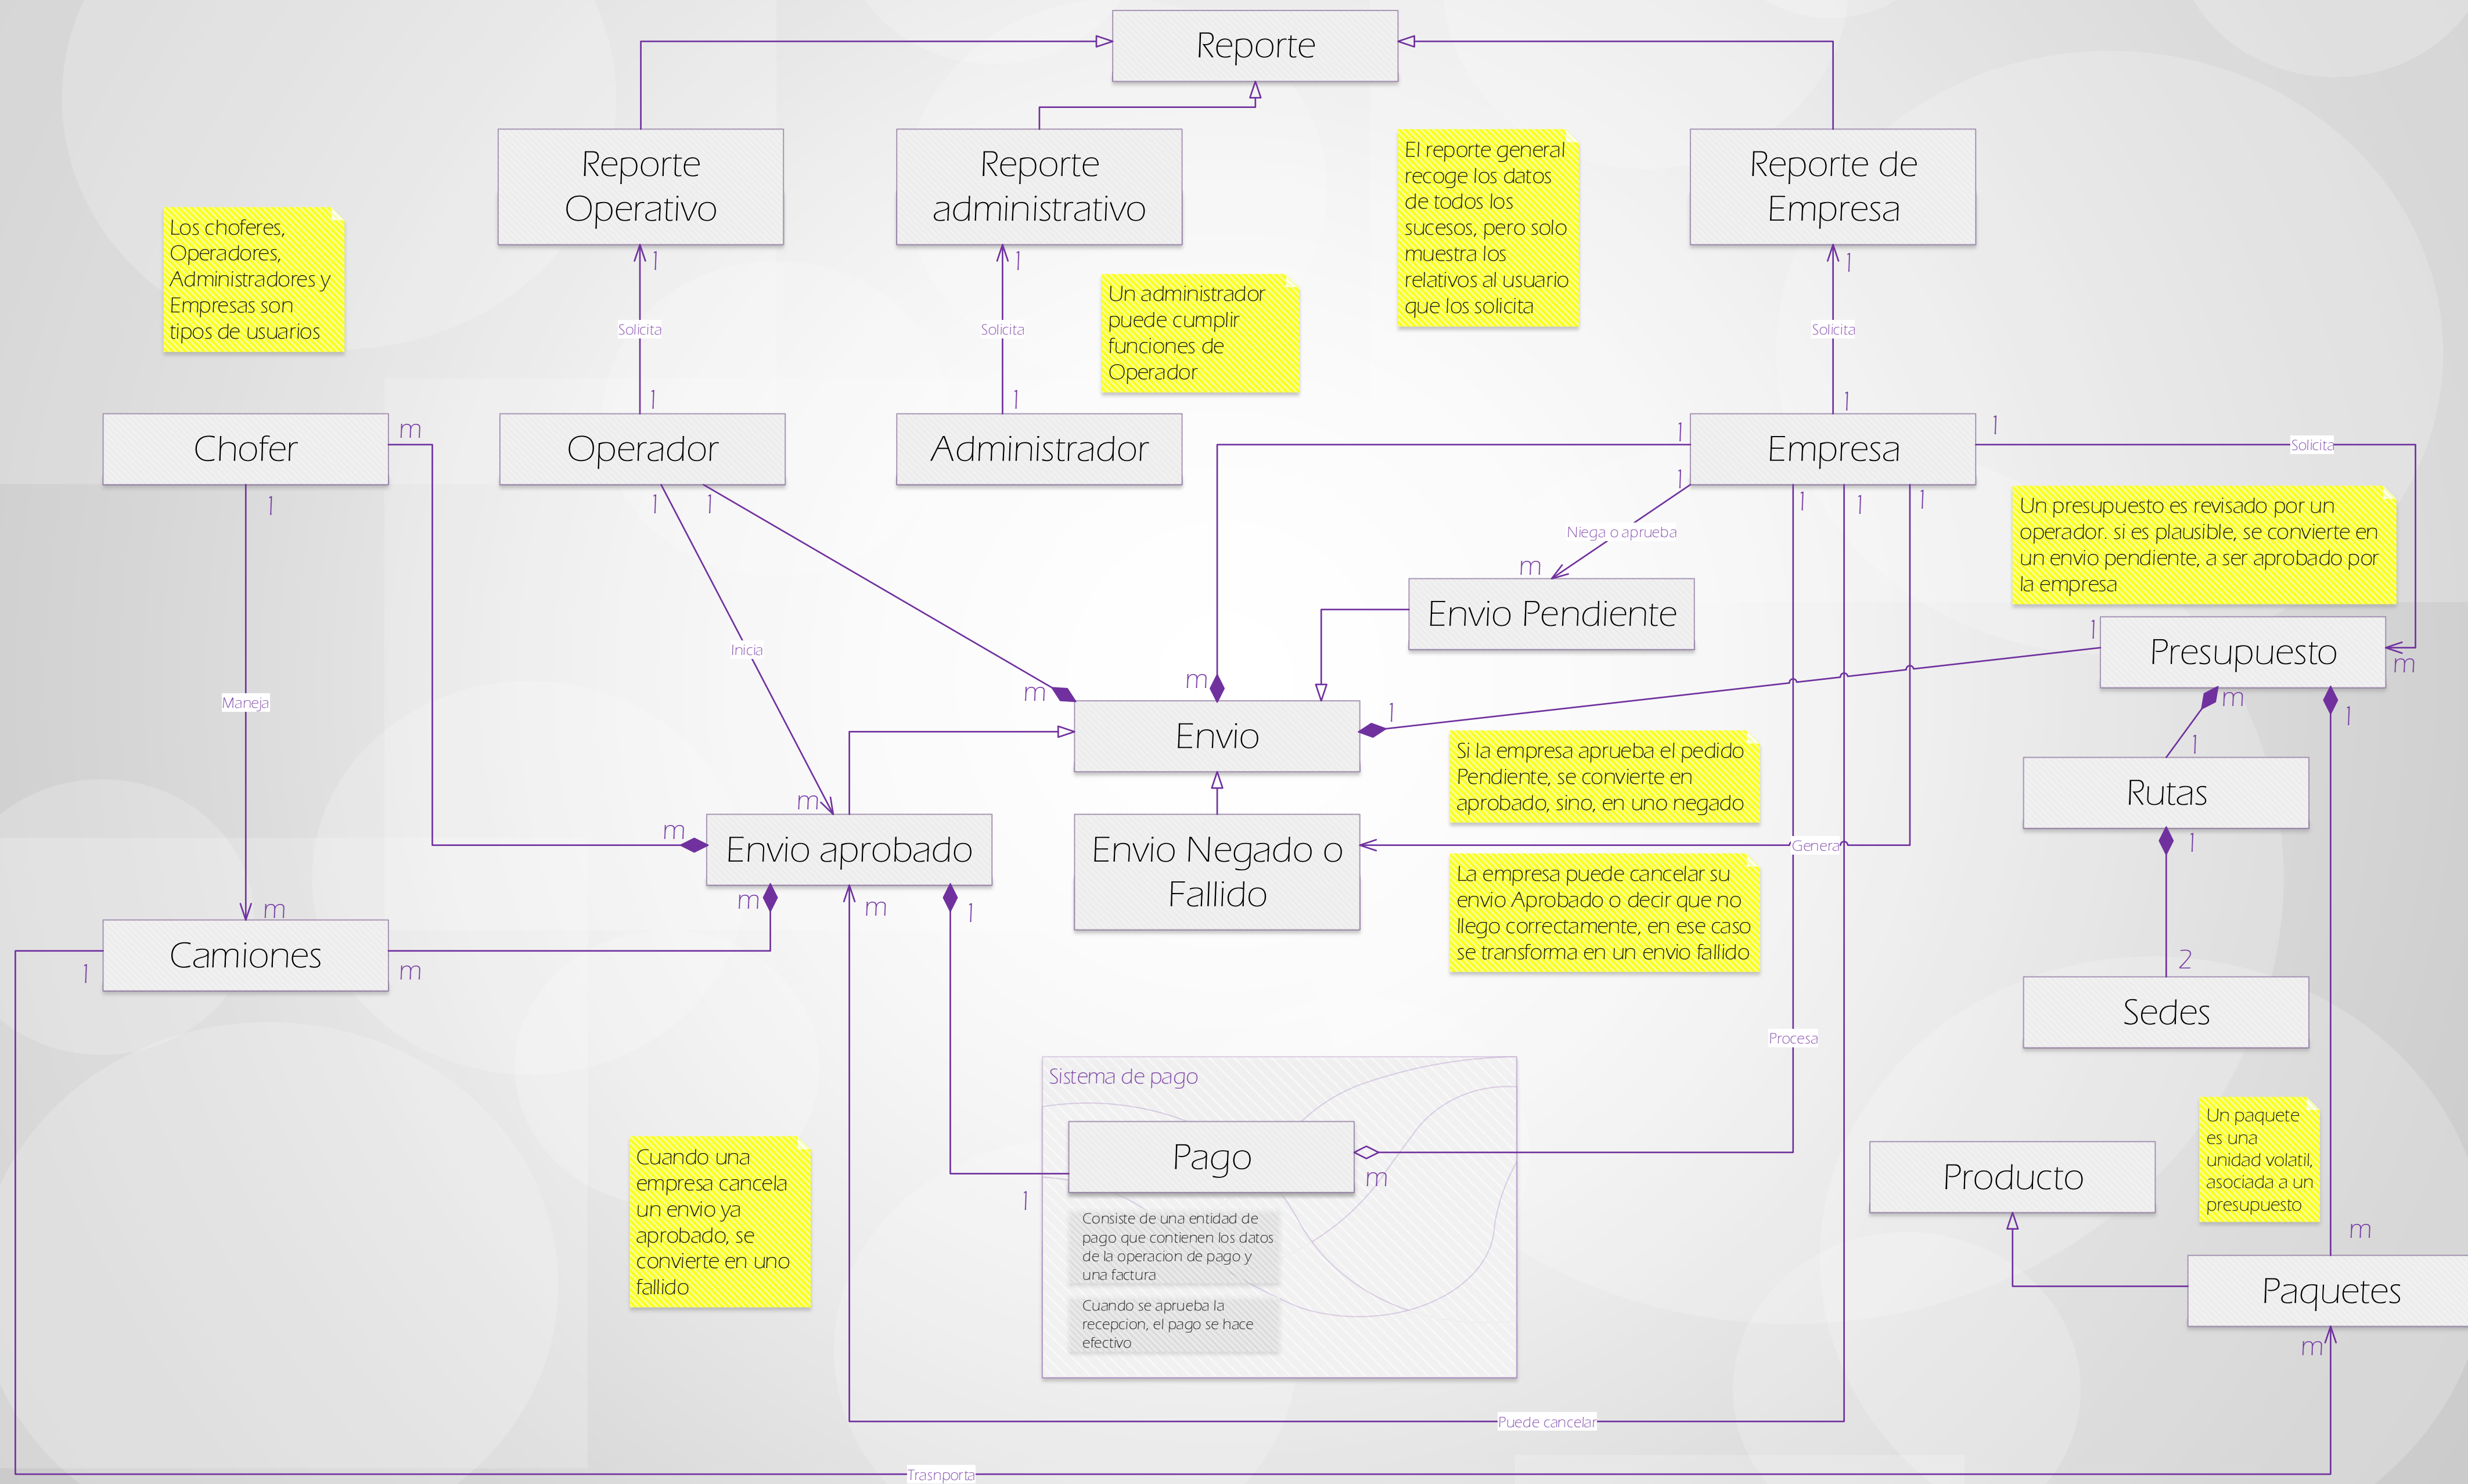 Reporte
Reporte
Operativo
Reporte
administrativo
El reporte general
recoge los datos
de todos los
sucesos, pero solo
muestra los
relativos al usuario
que los solicita
Reporte de
Empresa
Los choferes,
Operadores,
Administradores y
Empresas son
tipos de usuarios
1
1
1
Un administrador
puede cumplir
funciones de
Operador
Solicita
Solicita
Solicita
1
1
1
Chofer
m
Operador
Administrador
1
Empresa
1
Solicita
1
1
1
1
1
1
1
Un presupuesto es revisado por un
operador. si es plausible, se convierte en
un envio pendiente, a ser aprobado por
la empresa
Niega o aprueba
m
Envio Pendiente
1
Presupuesto
m
Inicia
Maneja
m
m
m
1
1
Envio
1
Si la empresa aprueba el pedido
Pendiente, se convierte en
aprobado, sino, en uno negado
Rutas
m
m
Envio aprobado
Envio Negado o
Fallido
Genera
1
La empresa puede cancelar su
envio Aprobado o decir que no
llego correctamente, en ese caso
se transforma en un envio fallido
m
m
1
m
Camiones
1
m
2
Sedes
Procesa
Sistema de pago
Pago
1
m
Consiste de una entidad de
pago que contienen los datos
de la operacion de pago y
una factura
Cuando se aprueba la
recepcion, el pago se hace
efectivo
Cuando una
empresa cancela
un envio ya
aprobado, se
convierte en uno
fallido
Producto
Un paquete
es una
unidad volatil,
asociada a un
presupuesto
m
Paquetes
m
Puede cancelar
Trasnporta